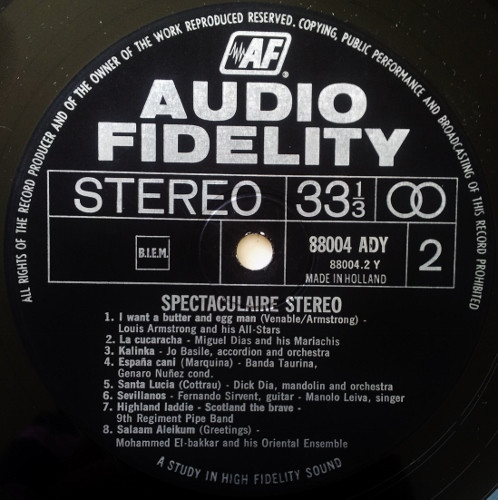 ALL RIGHTS OF THE RECORD PRODUCER AND OF THE OWNER OF THE WORK REPRODUCED RESERVED. COPYING, PUBLIC PERFORMANCE AND BROADCASTING OF THIS RECORD PROHIBITED
AF®
AUDIO
FIDELITY
STEREO 33 1/3
B.I.E.M. 88004 ADY 2
88004.2 Y
MADE IN HOLLAND
SPECTACULAIRE STEREO
1. I want a butter and egg man (Venable/Armstrong) -
Louis Armstrong and his All-Stars
2. La cucaracha - Miguel Dias and his Mariachis
3. Kalinka - Jo Basile, accordion and orchestra
4. España cani (Marquina) - Banda Taurina,
Genaro Nuñez cond.
5. Santa Lucia (Cottrau) - Dick Dia, mandolin and orchestra
6. Sevillanos - Fernando Sirvent, guitar - Manolo Leiva, singer
7. Highland laddie - Scotland the brave -
9th Regiment Pipe Band
8. Salaam Aleikum (Greetings) -
Mohammed El-bakkar and his Oriental Ensemble
A STUDY IN HIGH FIDELITY SOUND